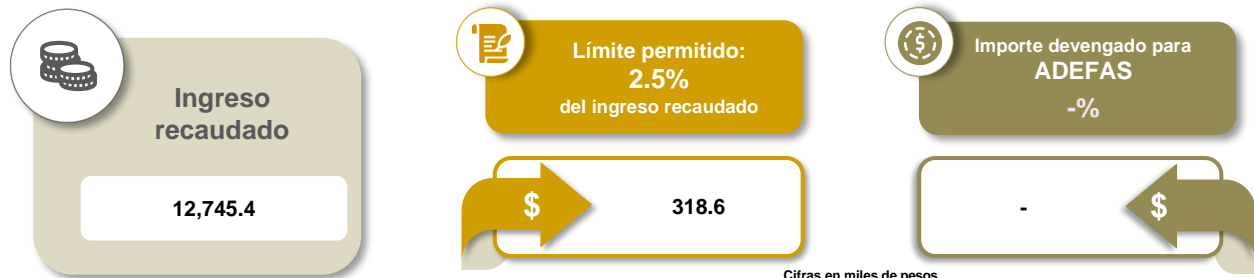 Ingreso
recaudado
12,745.4
Límite permitido:
2.5%
del ingreso recaudado
$
318.6
Importe devengado para
ADEFAS
-%
-
$
Cifras en miles de pesos